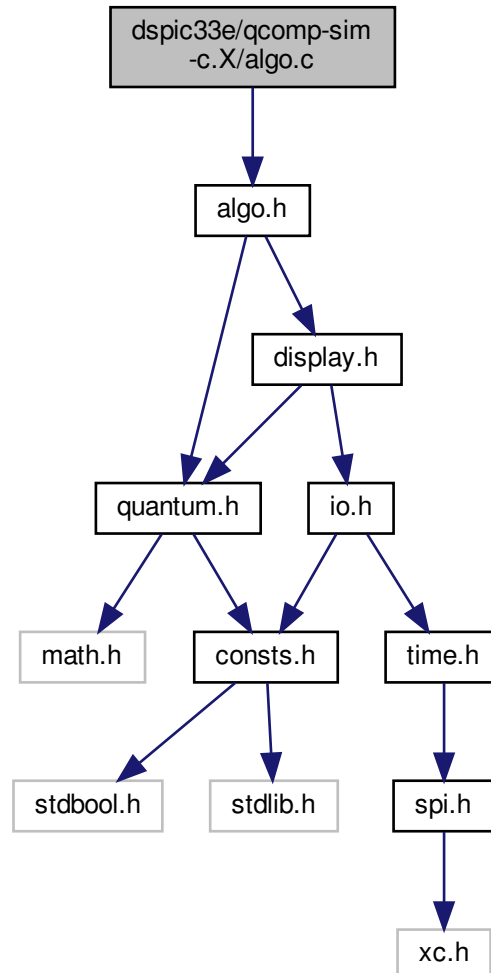 dspic33e/qcomp-sim
-c.X/algo.c
algo.h
display.h
quantum.h
io.h
math.h
consts.h
time.h
stdbool.h
stdlib.h
spi.h
xc.h